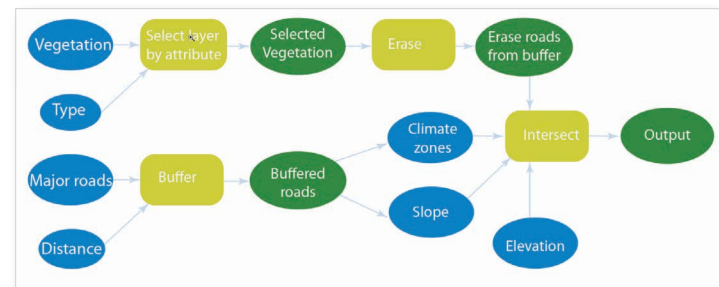 Vegetation
Select layer
by attribute
Selected
Vegetation
Erase
Erase roads
from buffer
Type
Climate
zones
Intersect
Output
Major roads
Buffer
Buffered
roads
Slope
Distance
Elevation